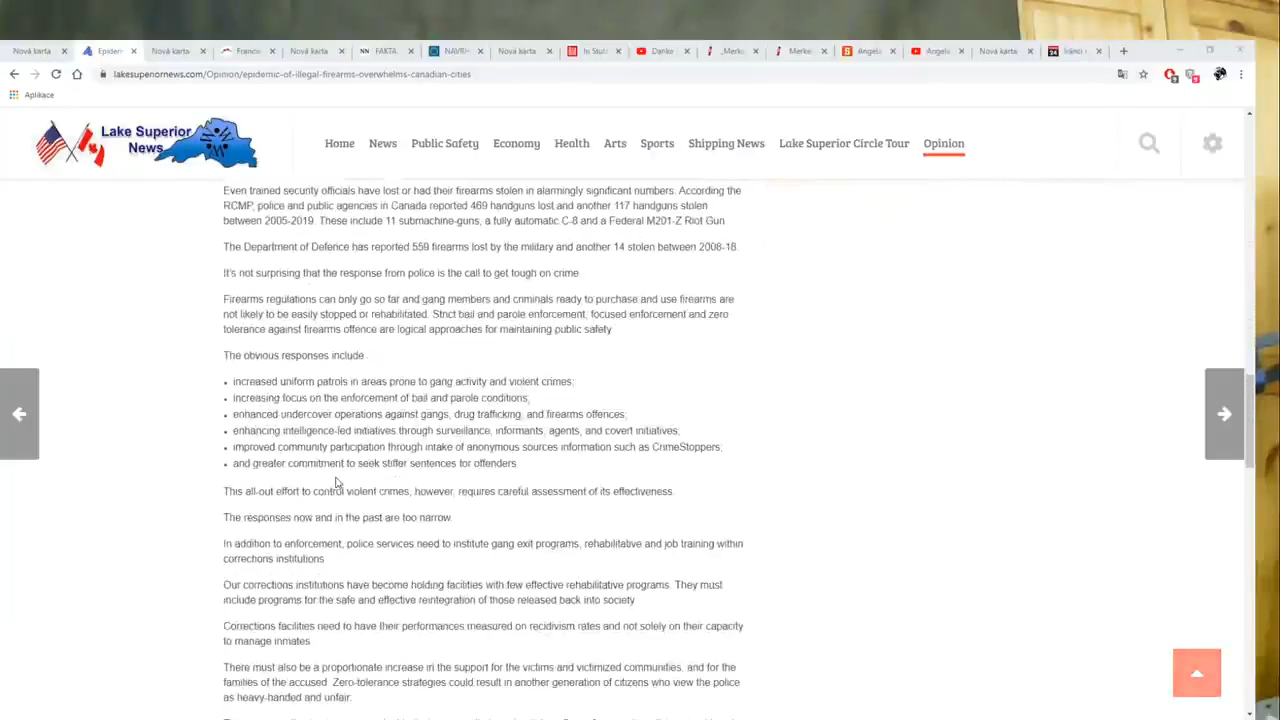 Nová karta
Epidem
Nová karta
Francie
Nová karta
FAKTA
NAVRH
Nová karta
In Stutt
Danke
„Merke
Merke
Angela
Angela
Nová karta
Íránci
lakesuperiornews.com/Opinion/epidemic-of-illegal-firearms-overwhelms-canadian-cities
Aplikace
Lake Superior
News
Home
News
Public Safety
Economy
Health
Arts
Sports
Shipping News
Lake Superior Circle Tour
Opinion
Even trained security officials have lost or had their firearms stolen in alarmingly significant numbers. According the
RCMP, police and public agencies in Canada reported 469 handguns lost and another 117 handguns stolen
between 2005-2019. These include 11 submachine-guns, a fully automatic C-8 and a Federal M201-Z Riot Gun
The Department of Defence has reported 559 firearms lost by the military and another 14 stolen between 2008-18.
It's not surprising that the response from police is the call to get tough on crime
Firearms regulations can only go so far and gang members and criminals ready to purchase and use firearms are
not likely to be easily stopped or rehabilitated. Strict bail and parole enforcement, focused enforcement and zero
tolerance against firearms offence are logical approaches for maintaining public safety
The obvious responses include
• increased uniform patrols in areas prone to gang activity and violent crimes;
• increasing focus on the enforcement of bail and parole conditions;
• enhanced undercover operations against gangs, drug trafficking, and firearms offences;
• enhancing intelligence-led initiatives through surveillance, informants, agents, and covert initiatives;
• improved community participation through intake of anonymous sources information such as CrimeStoppers;
• and greater commitment to seek stiffer sentences for offenders
This all-out effort to control violent crimes, however, requires careful assessment of its effectiveness.
The responses now and in the past are too narrow
In addition to enforcement, police services need to institute gang exit programs, rehabilitative and job training within
corrections institutions
Our corrections institutions have become holding facilities with few effective rehabilitative programs. They must
include programs for the safe and effective reintegration of those released back into society
Corrections facilities need to have their performances measured on recidivism rates and not solely on their capacity
to manage inmates
There must also be a proportionate increase in the support for the victims and victimized communities, and for the
families of the accused. Zero-tolerance strategies could result in another generation of citizens who view the police
as heavy-handed and unfair.